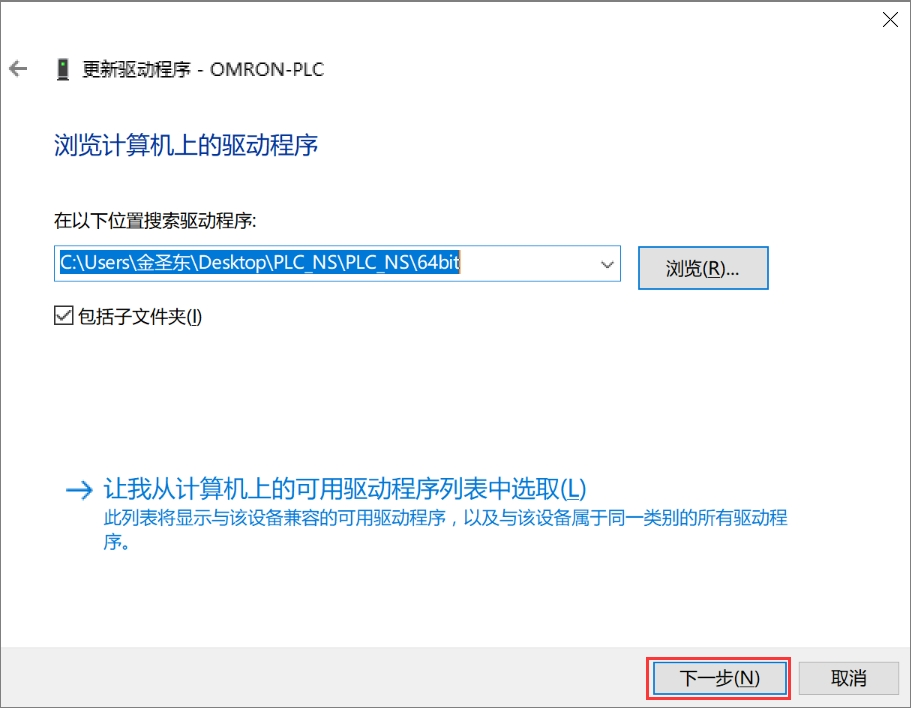 更新驱动程序 - OMRON-PLC
浏览计算机上的驱动程序
在以下位置搜索驱动程序:
C:\Users\金圣东\Desktop\PLC_NS\PLC_NS\64bit
浏览(R)...
包括子文件夹(I)
让我从计算机上的可用驱动程序列表中选取(L)
此列表将显示与该设备兼容的可用驱动程序，以及与该设备属于同一类别的所有驱动程
序。
下一步(N)
取消